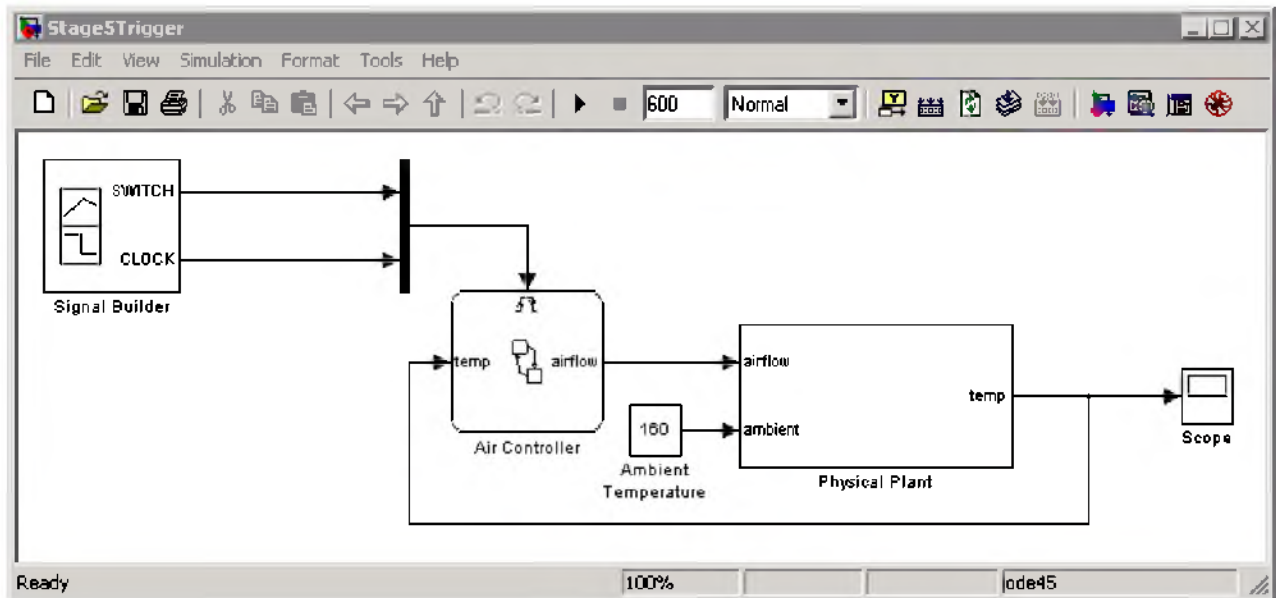 Stage5Trigger
File Edit View Simulation Format Tools Help
600 Normal
SWITCH
CLOCK
Signal Builder
temp airflow
Air Controller
160
Ambient
Temperature
airflow
temp
ambient
Physical Plant
Scope
Ready 100% ode45